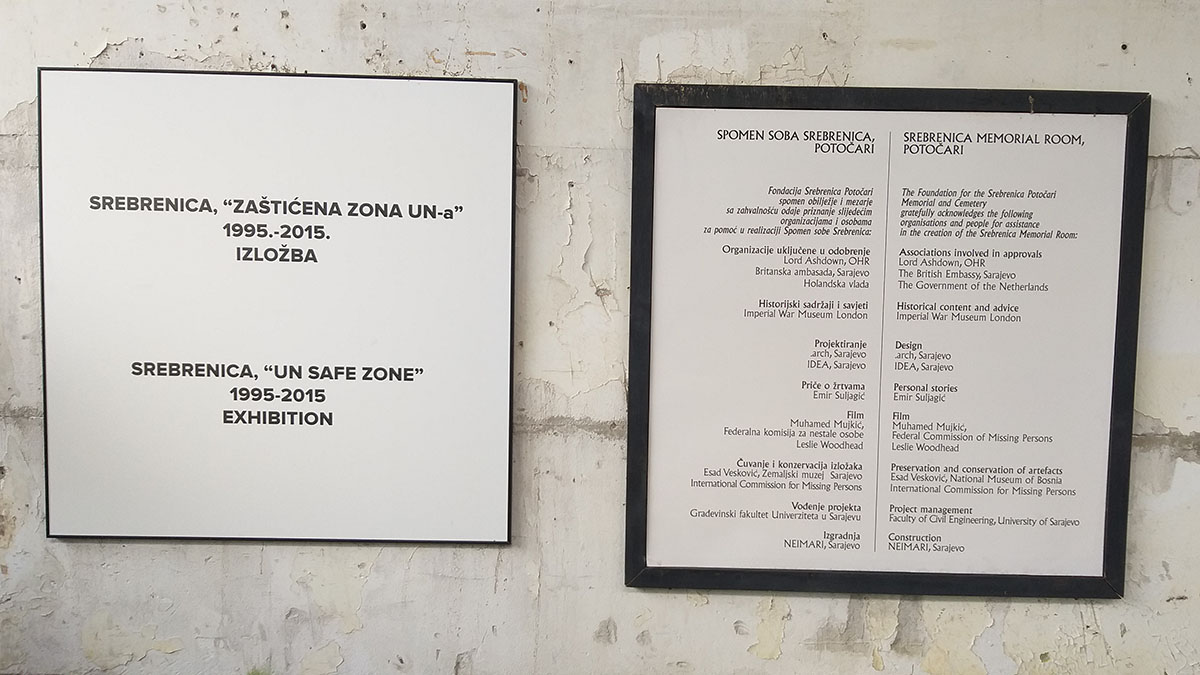 SREBRENICA, “ZAŠTIĆENA ZONA UN-a”
1995.-2015.
IZLOŽBA
SREBRENICA, “UN SAFE ZONE”
1995-2015
EXHIBITION
SPOMEN SOBA SREBRENICA,
POTOČARI
Fondacija Srebrenica Potočari
spomen obilježje i mezarje
sa zahvalnošću odaje priznanje slijedećim
organizacijama i osobama
za pomoć u realizaciji Spomen sobe Srebrenica:
Organizacije uključene u odobrenje
Lord Ashdown, OHR
Britanska ambasada, Sarajevo
Holandska vlada
Historijski sadržaji i savjeti
Imperial War Museum London
Projektiranje
.arch, Sarajevo
IDEA, Sarajevo
Priče o žrtvama
Emir Suljagić
Film
Muhamed Mujkić,
Federalna komisija za nestale osobe
Leslie Woodhead
Čuvanje i konzervacija izložaka
Esad Vesković, Zemaljski muzej Sarajevo
International Commission for Missing Persons
Vođenje projekta
Građevinski fakultet Univerziteta u Sarajevu
Izgradnja
NEIMARI, Sarajevo
SREBRENICA MEMORIAL ROOM,
POTOČARI
The Foundation for the Srebrenica Potočari
Memorial and Cemetery
gratefully acknowledges the following
organisations and people for assistance
in the creation of the Srebrenica Memorial Room:
Associations involved in approvals
Lord Ashdown, OHR
The British Embassy, Sarajevo
The Government of the Netherlands
Historical content and advice
Imperial War Museum London
Design
.arch, Sarajevo
IDEA, Sarajevo
Personal stories
Emir Suljagić
Film
Muhamed Mujkić,
Federal Commission of Missing Persons
Leslie Woodhead
Preservation and conservation of artefacts
Esad Vesković, National Museum of Bosnia
International Commission for Missing Persons
Project management
Faculty of Civil Engineering, University of Sarajevo
Construction
NEIMARI, Sarajevo